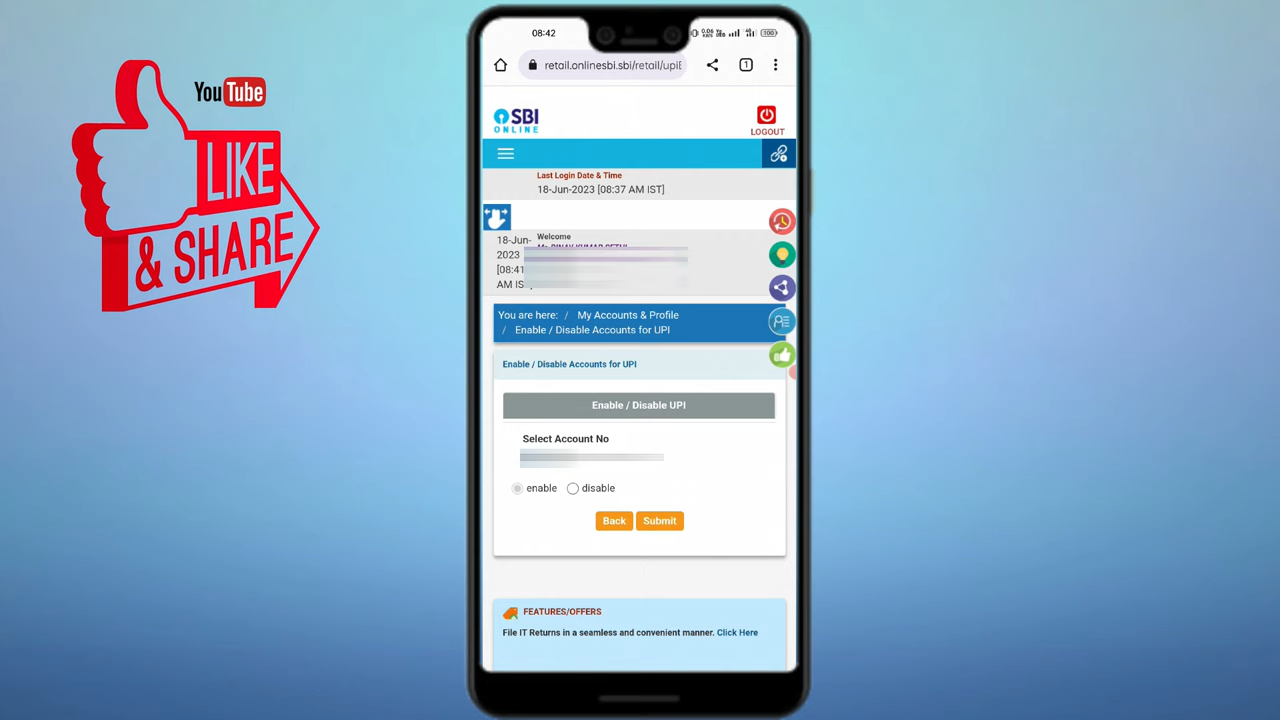 YouTube
LIKE
& SHARE
08:42
100
retail.onlinesbi.sbi/retail/upi
1
SBI
ONLINE
LOGOUT
Last Login Date & Time
18-Jun-2023 [08:37 AM IST]
18-Jun-
2023
[08:41
AM IST]
Welcome
You are here: / My Accounts & Profile
/ Enable / Disable Accounts for UPI
Enable / Disable Accounts for UPI
Enable / Disable UPI
Select Account No
enable disable
Back Submit
FEATURES/OFFERS
File IT Returns in a seamless and convenient manner. Click Here